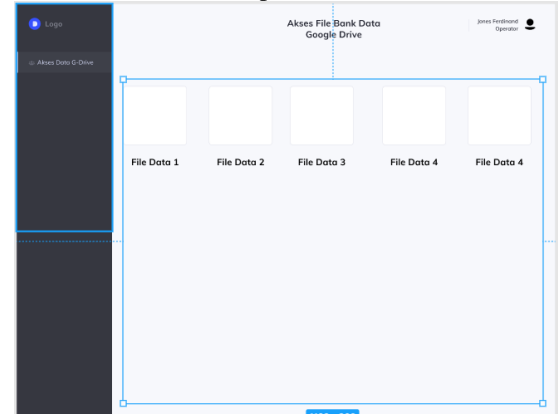 Logo
Akses File Bank Data
Google Drive
Jones Ferdinand
Operator
Akses Data G-Drive
File Data 1
File Data 2
File Data 3
File Data 4
File Data 4